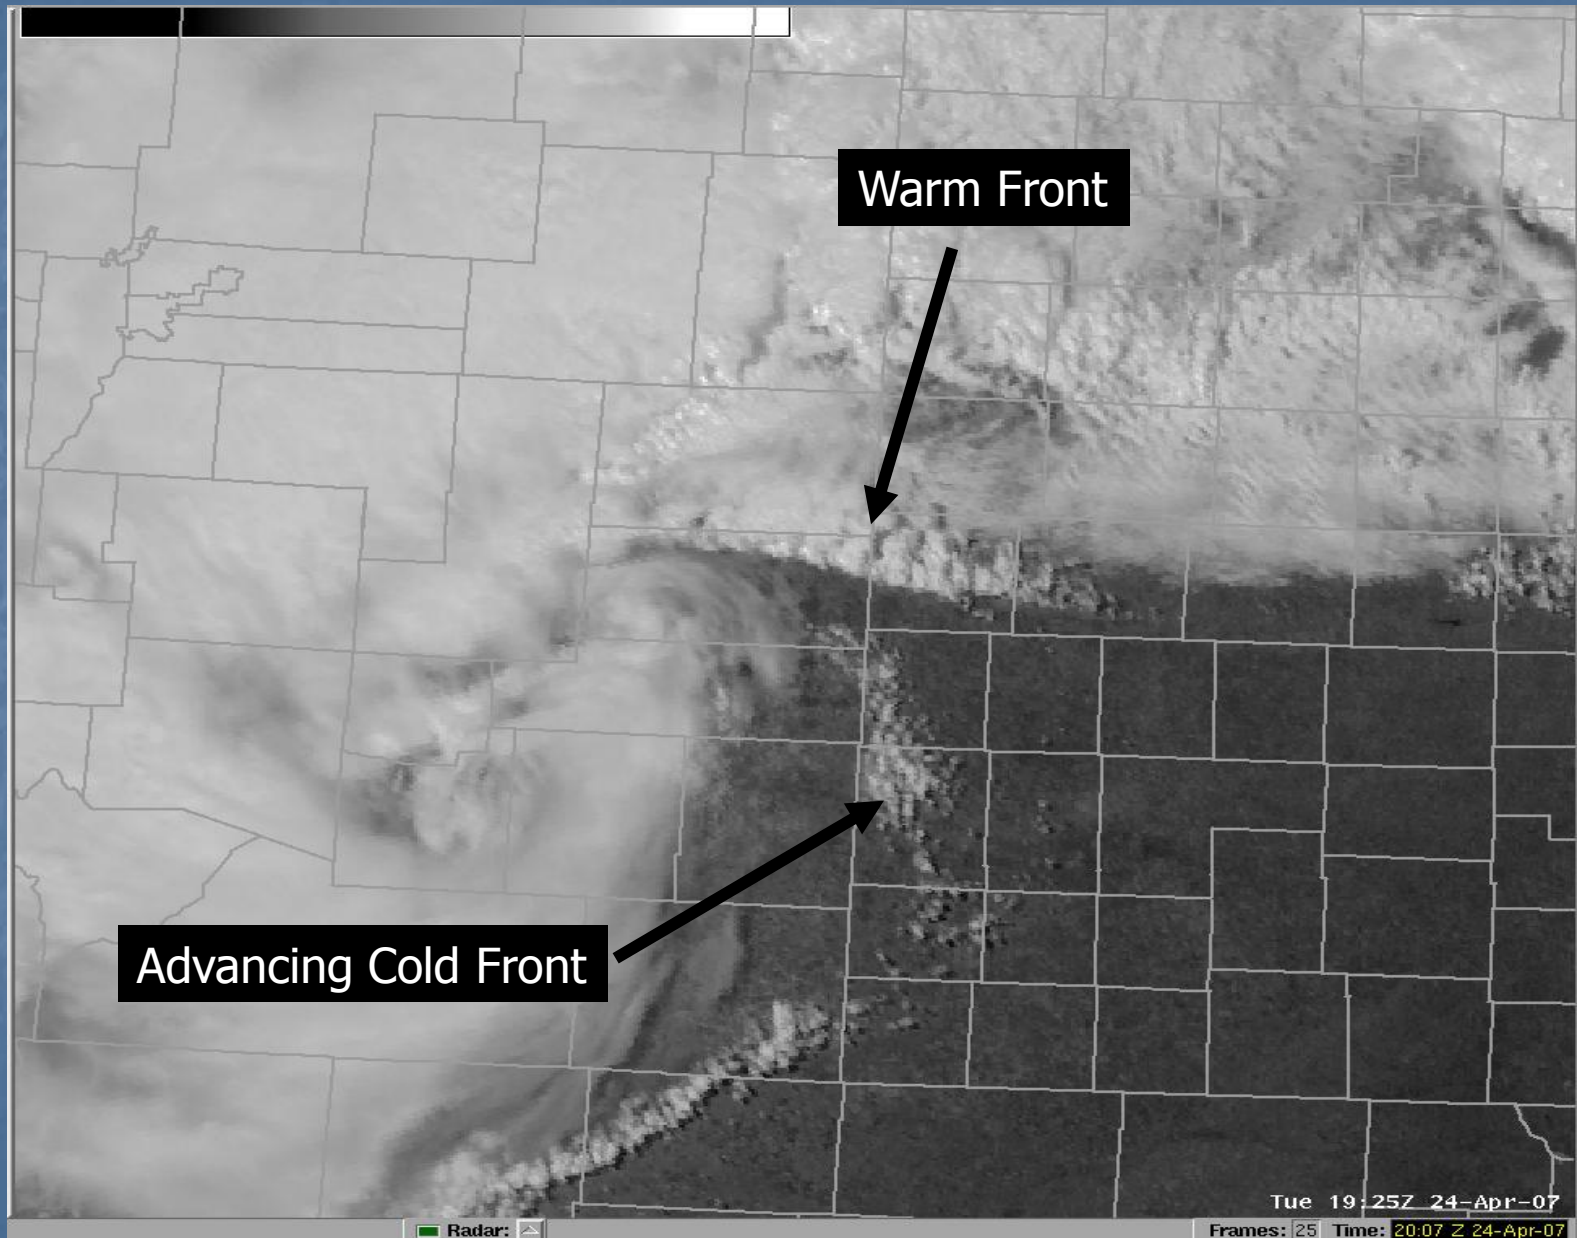 Warm Front
Advancing Cold Front
Tue 19:25Z 24-Apr-07
Radar:
Frames: 25 Time: 20:07 Z 24-Apr-07